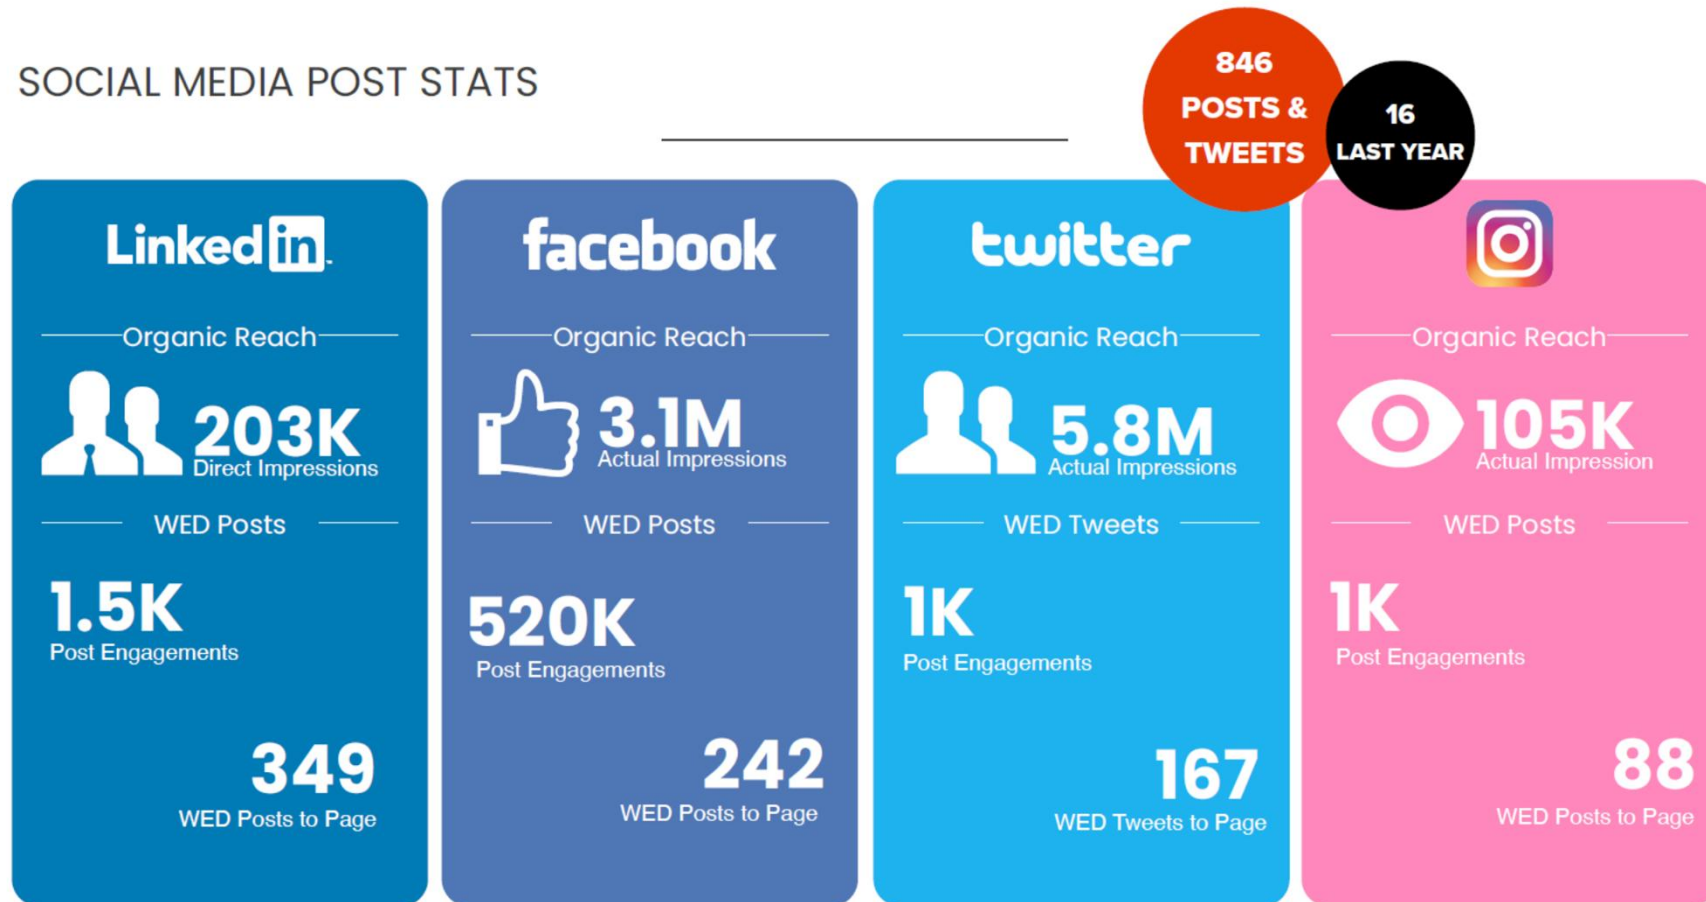 SOCIAL MEDIA POST STATS
846
POSTS &
TWEETS
16
LAST YEAR
Linked in
Organic Reach
203K
Direct Impressions
WED Posts
1.5K
Post Engagements
349
WED Posts to Page
facebook
Organic Reach
3.1M
Actual Impressions
WED Posts
520K
Post Engagements
242
WED Posts to Page
twitter
Organic Reach
5.8M
Actual Impressions
WED Tweets
1K
Post Engagements
167
WED Tweets to Page
Organic Reach
105K
Actual Impression
WED Posts
1K
Post Engagements
88
WED Posts to Page